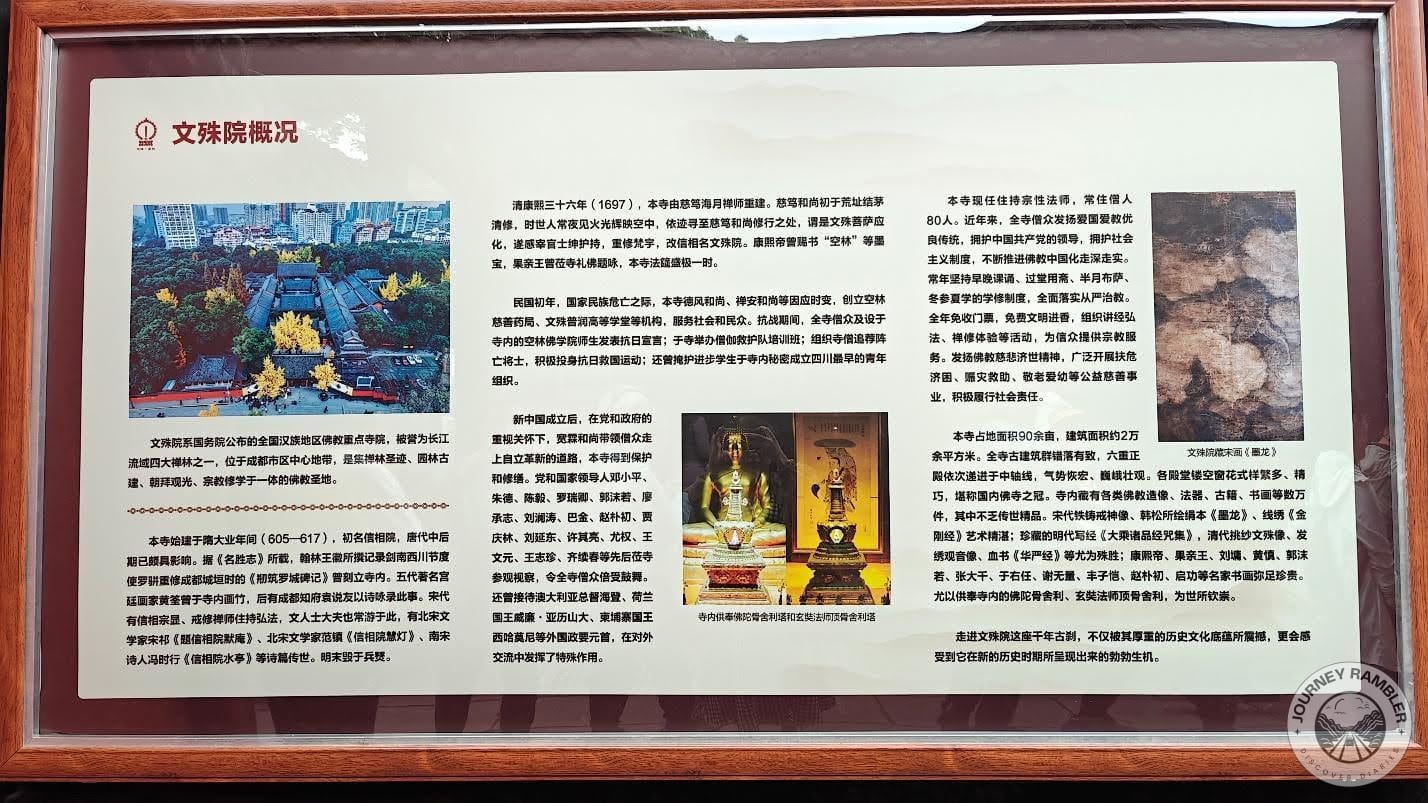 文殊院概况
文殊院系国务院公布的全国汉族地区佛教重点寺院，被誉为长江
流域四大禅林之一，位于成都市区中心地带，是集禅林圣迹、园林古
建、朝拜观光、宗教修学于一体的佛教圣地。
本寺始建于隋大业年间（605—617），初名信相院，唐代中后
期已颇具影响。据《名胜志》所载，翰林王徽所撰记录剑南西川节度
使罗骈重修成都城垣时的《剏筑罗城碑记》曾刻立寺内。五代著名宫
廷画家黄筌曾于寺内画竹，后有成都知府袁说友以诗咏录此事。宋代
有信相宗显、戒修禅师住持弘法，文人士大夫也常游于此，有北宋文
学家宋祁《题信相院默庵》、北宋文学家范镇《信相院慧灯》、南宋
诗人冯时行《信相院水亭》等诗篇传世。明末毁于兵燹。
清康熙三十六年（1697），本寺由慈笃海月禅师重建。慈笃和尚初于荒址结茅
清修，时世人常夜见火光辉映空中，依迹寻至慈笃和尚修行之处，谓是文殊菩萨应
化，遂感宰官士绅护持，重修梵宇，改信相名文殊院。康熙帝曾赐书“空林”等墨
宝，果亲王曾莅寺礼佛题咏，本寺法筵盛极一时。
民国初年，国家民族危亡之际，本寺德风和尚、禅安和尚等因应时变，创立空林
慈善药局、文殊普润高等学堂等机构，服务社会和民众。抗战期间，全寺僧众及设于
寺内的空林佛学院师生发表抗日宣言；于寺举办僧伽救护队培训班；组织寺僧追荐阵
亡将士，积极投身抗日救国运动；还曾掩护进步学生于寺内秘密成立四川最早的青年
组织。
新中国成立后，在党和政府的
重视关怀下，宽霖和尚带领僧众走
上自立革新的道路，本寺得到保护
和修缮。党和国家领导人邓小平、
朱德、陈毅、罗瑞卿、郭沫若、廖
承志、刘澜涛、巴金、赵朴初、贾
庆林、刘延东、许其亮、尤权、王
文元、王志珍、齐续春等先后莅寺
参观视察，令全寺僧众倍受鼓舞。
还曾接待澳大利亚总督海登、荷兰
国王威廉·亚历山大、柬埔寨国王
西哈莫尼等外国政要元首，在对外
交流中发挥了特殊作用。
寺内供奉佛陀骨舍利塔和玄奘法师顶骨舍利塔
本寺现任住持宗性法师，常住僧人
80人。近年来，全寺僧众发扬爱国爱教优
良传统，拥护中国共产党的领导，拥护社会
主义制度，不断推进佛教中国化走深走实。
常年坚持早晚课诵、过堂用斋、半月布萨、
冬参夏学的学修制度，全面落实从严治教。
全年免收门票，免费文明进香，组织讲经弘
法、禅修体验等活动，为信众提供宗教服
务。发扬佛教慈悲济世精神，广泛开展扶危
济困、赈灾救助、敬老爱幼等公益慈善事
业，积极履行社会责任。
文殊院藏宋画《墨龙》
本寺占地面积90余亩，建筑面积约2万
余平方米。全寺古建筑群错落有致，六重正
殿依次递进于中轴线，气势恢宏、巍峨壮观。各殿堂镂空窗花式样繁多、精
巧，堪称国内佛寺之冠。寺内藏有各类佛教造像、法器、古籍、书画等数万
件，其中不乏传世精品。宋代铁铸戒神像、韩松所绘绢本《墨龙》、线绣《金
刚经》艺术精湛；珍藏的明代写经《大乘诸品经咒集》，清代挑纱文殊像、发
绣观音像、血书《华严经》等尤为殊胜；康熙帝、果亲王、刘墉、黄慎、郭沫
若、张大千、于右任、谢无量、丰子恺、赵朴初、启功等名家书画弥足珍贵。
尤以供奉寺内的佛陀骨舍利、玄奘法师顶骨舍利，为世所钦崇。
走进文殊院这座千年古刹，不仅被其厚重的历史文化底蕴所震撼，更会感
受到它在新的历史时期所呈现出来的勃勃生机。
JOURNEY RAMBLER
DISCOVER DIARIES